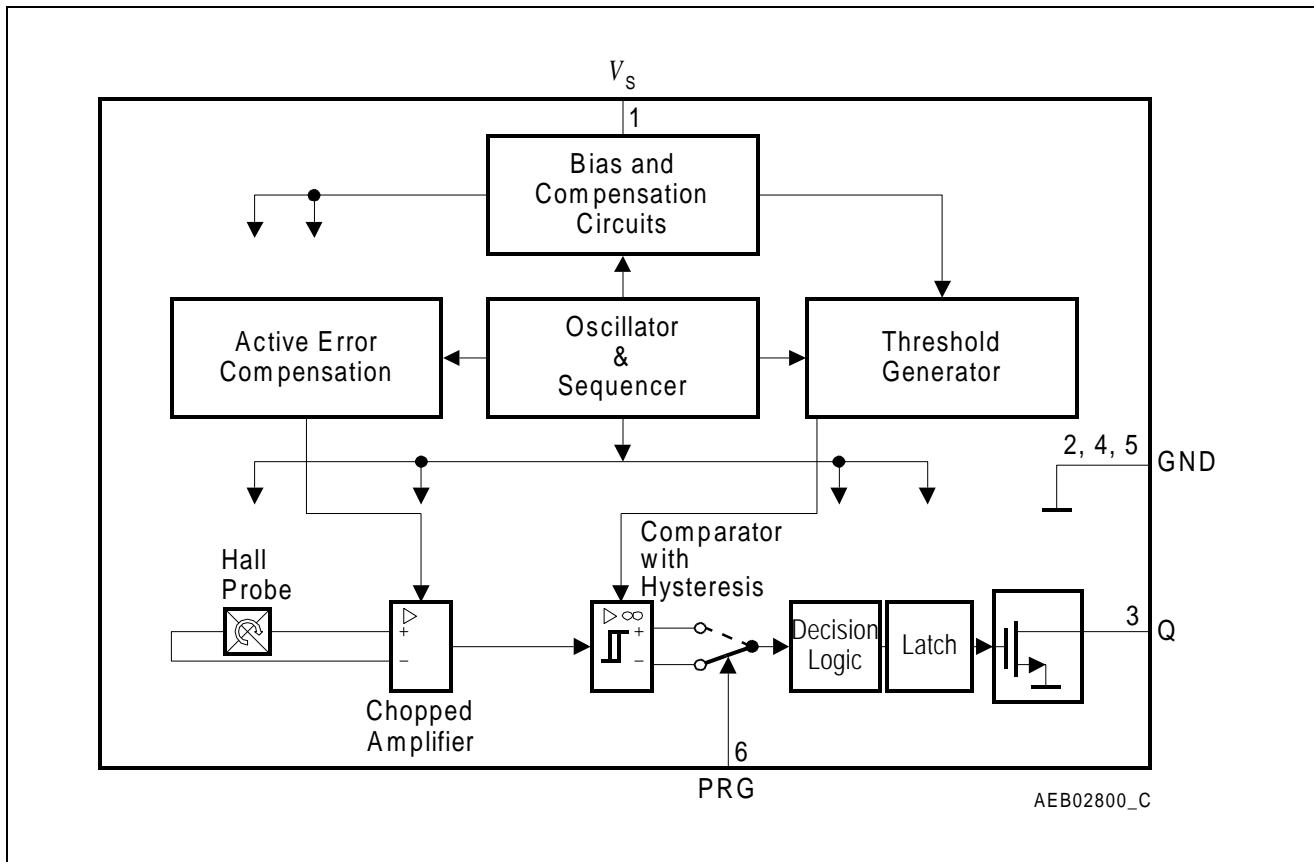 VS
1
Bias and
Compensation
Circuits
Active Error
Compensation
Oscillator
&
Sequencer
Threshold
Generator
2, 4, 5
GND
Comparator
with
Hysteresis
Hall
Probe
▷
+
−
▷ ∞
+
−
Decision
Logic
Latch
3
Q
Chopped
Amplifier
6
PRG
AEB02800_C